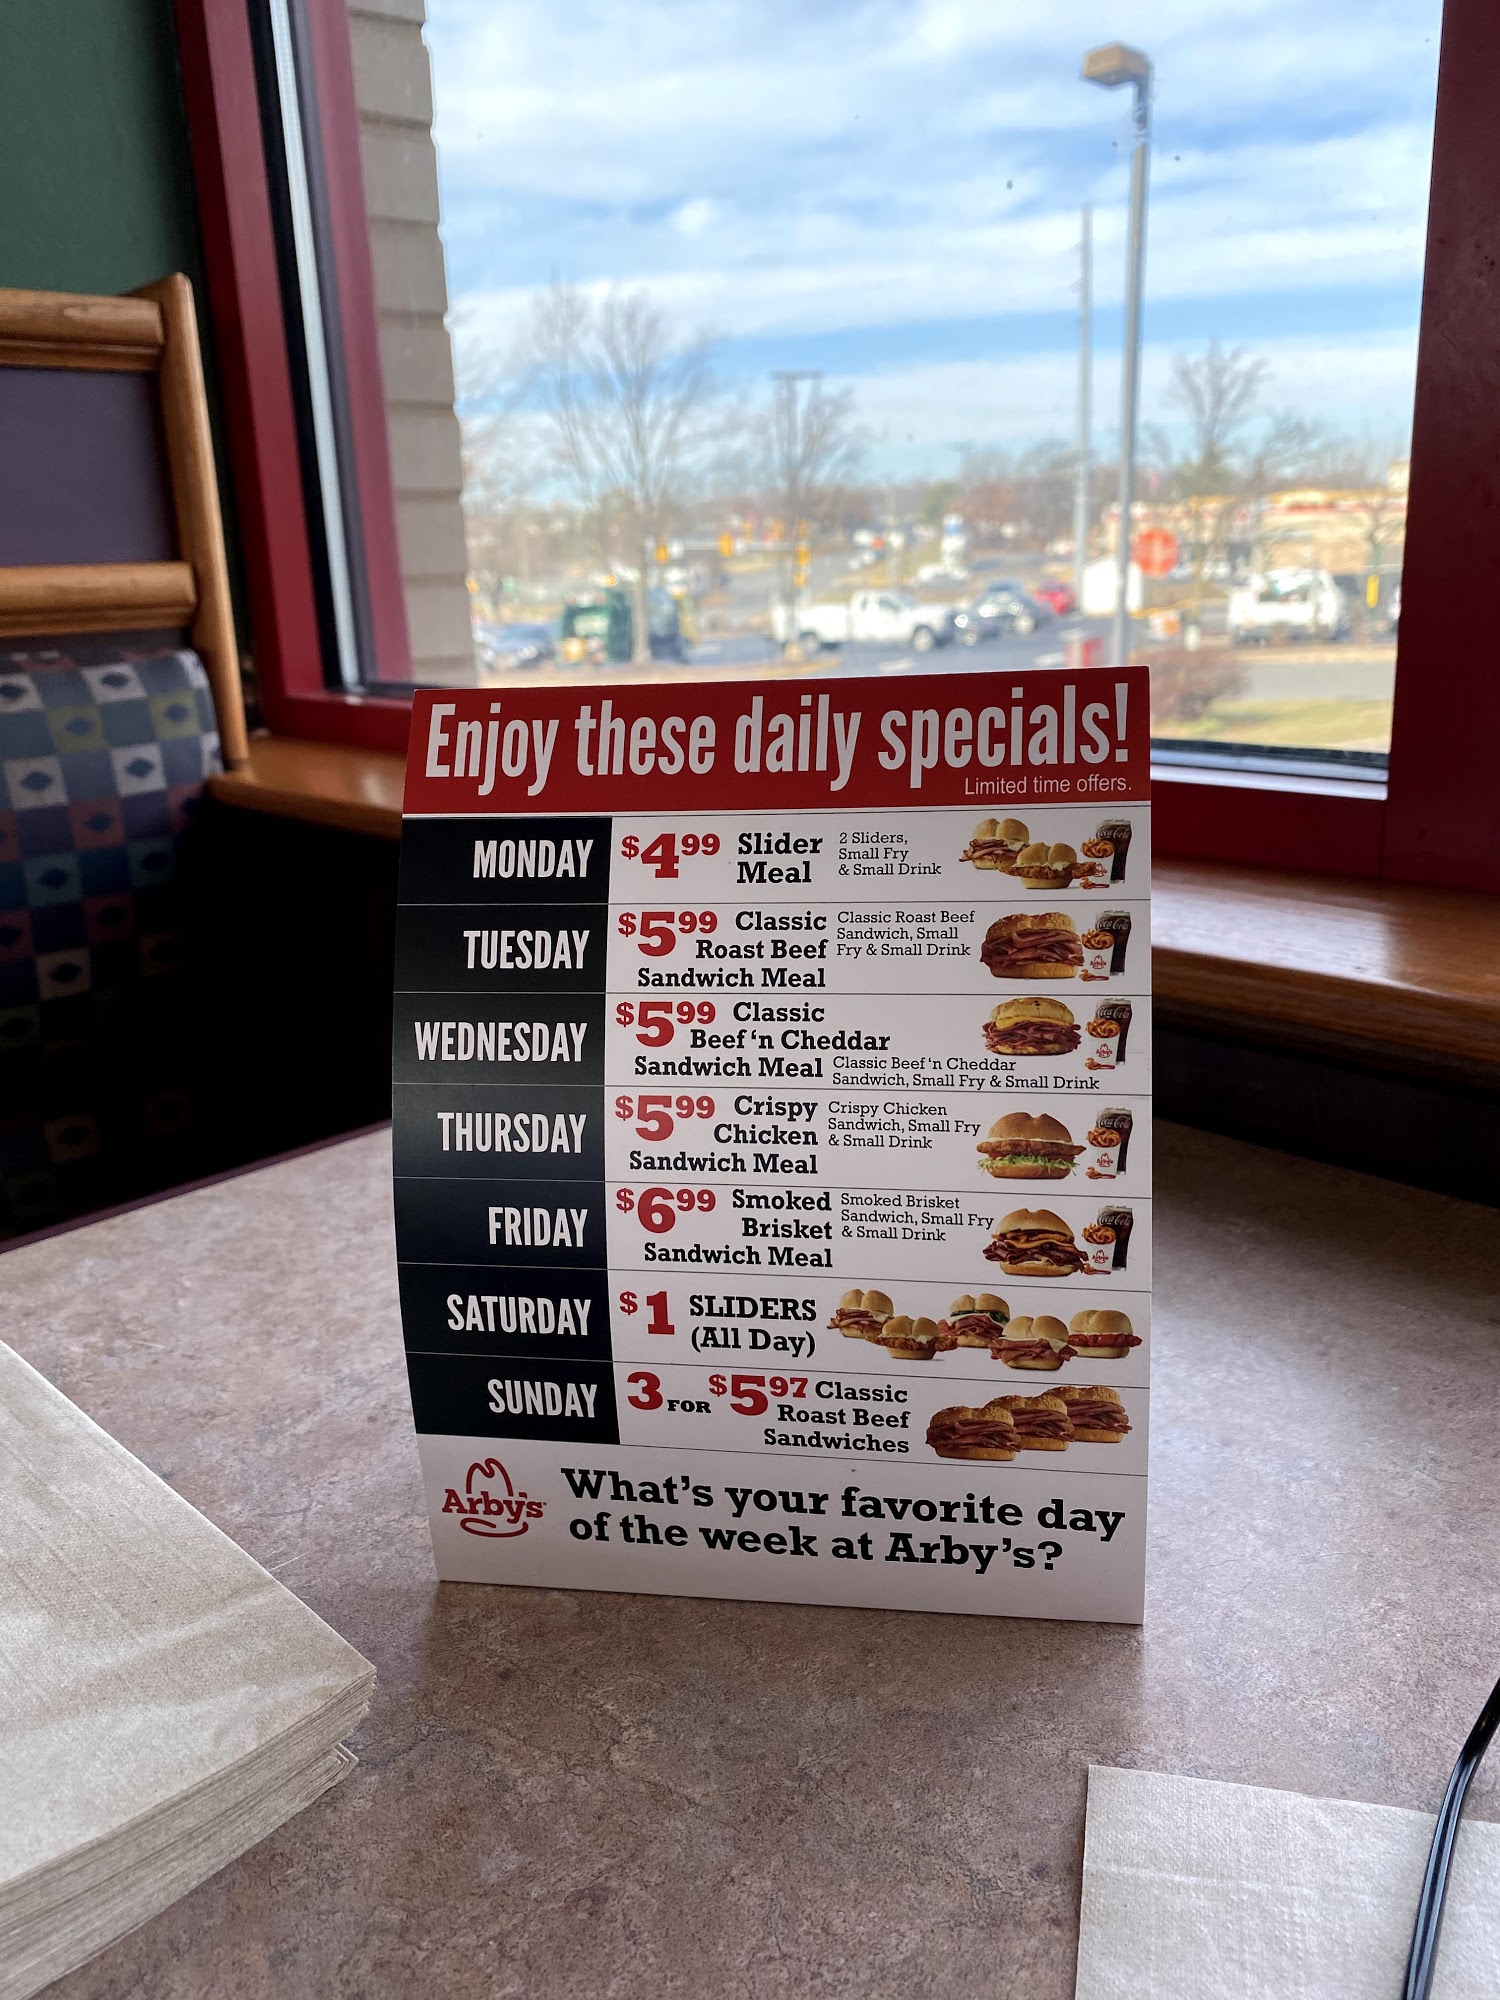 Enjoy these daily specials!
Limited time offers.
MONDAY
$4.99 Slider
Meal
2 Sliders,
Small Fry
& Small Drink
TUESDAY
$5.99 Classic
Roast Beef
Sandwich Meal
Classic Roast Beef
Sandwich, Small
Fry & Small Drink
WEDNESDAY
$5.99 Classic
Beef 'n Cheddar
Sandwich Meal
Classic Beef 'n Cheddar
Sandwich, Small Fry & Small Drink
THURSDAY
$5.99 Crispy
Chicken
Sandwich Meal
Crispy Chicken
Sandwich, Small Fry
& Small Drink
FRIDAY
$6.99 Smoked
Brisket
Sandwich Meal
Smoked Brisket
Sandwich, Small Fry
& Small Drink
SATURDAY
$1 SLIDERS
(All Day)
SUNDAY
3 FOR $5.97 Classic
Roast Beef
Sandwiches
Arby's
What's your favorite day
of the week at Arby's?